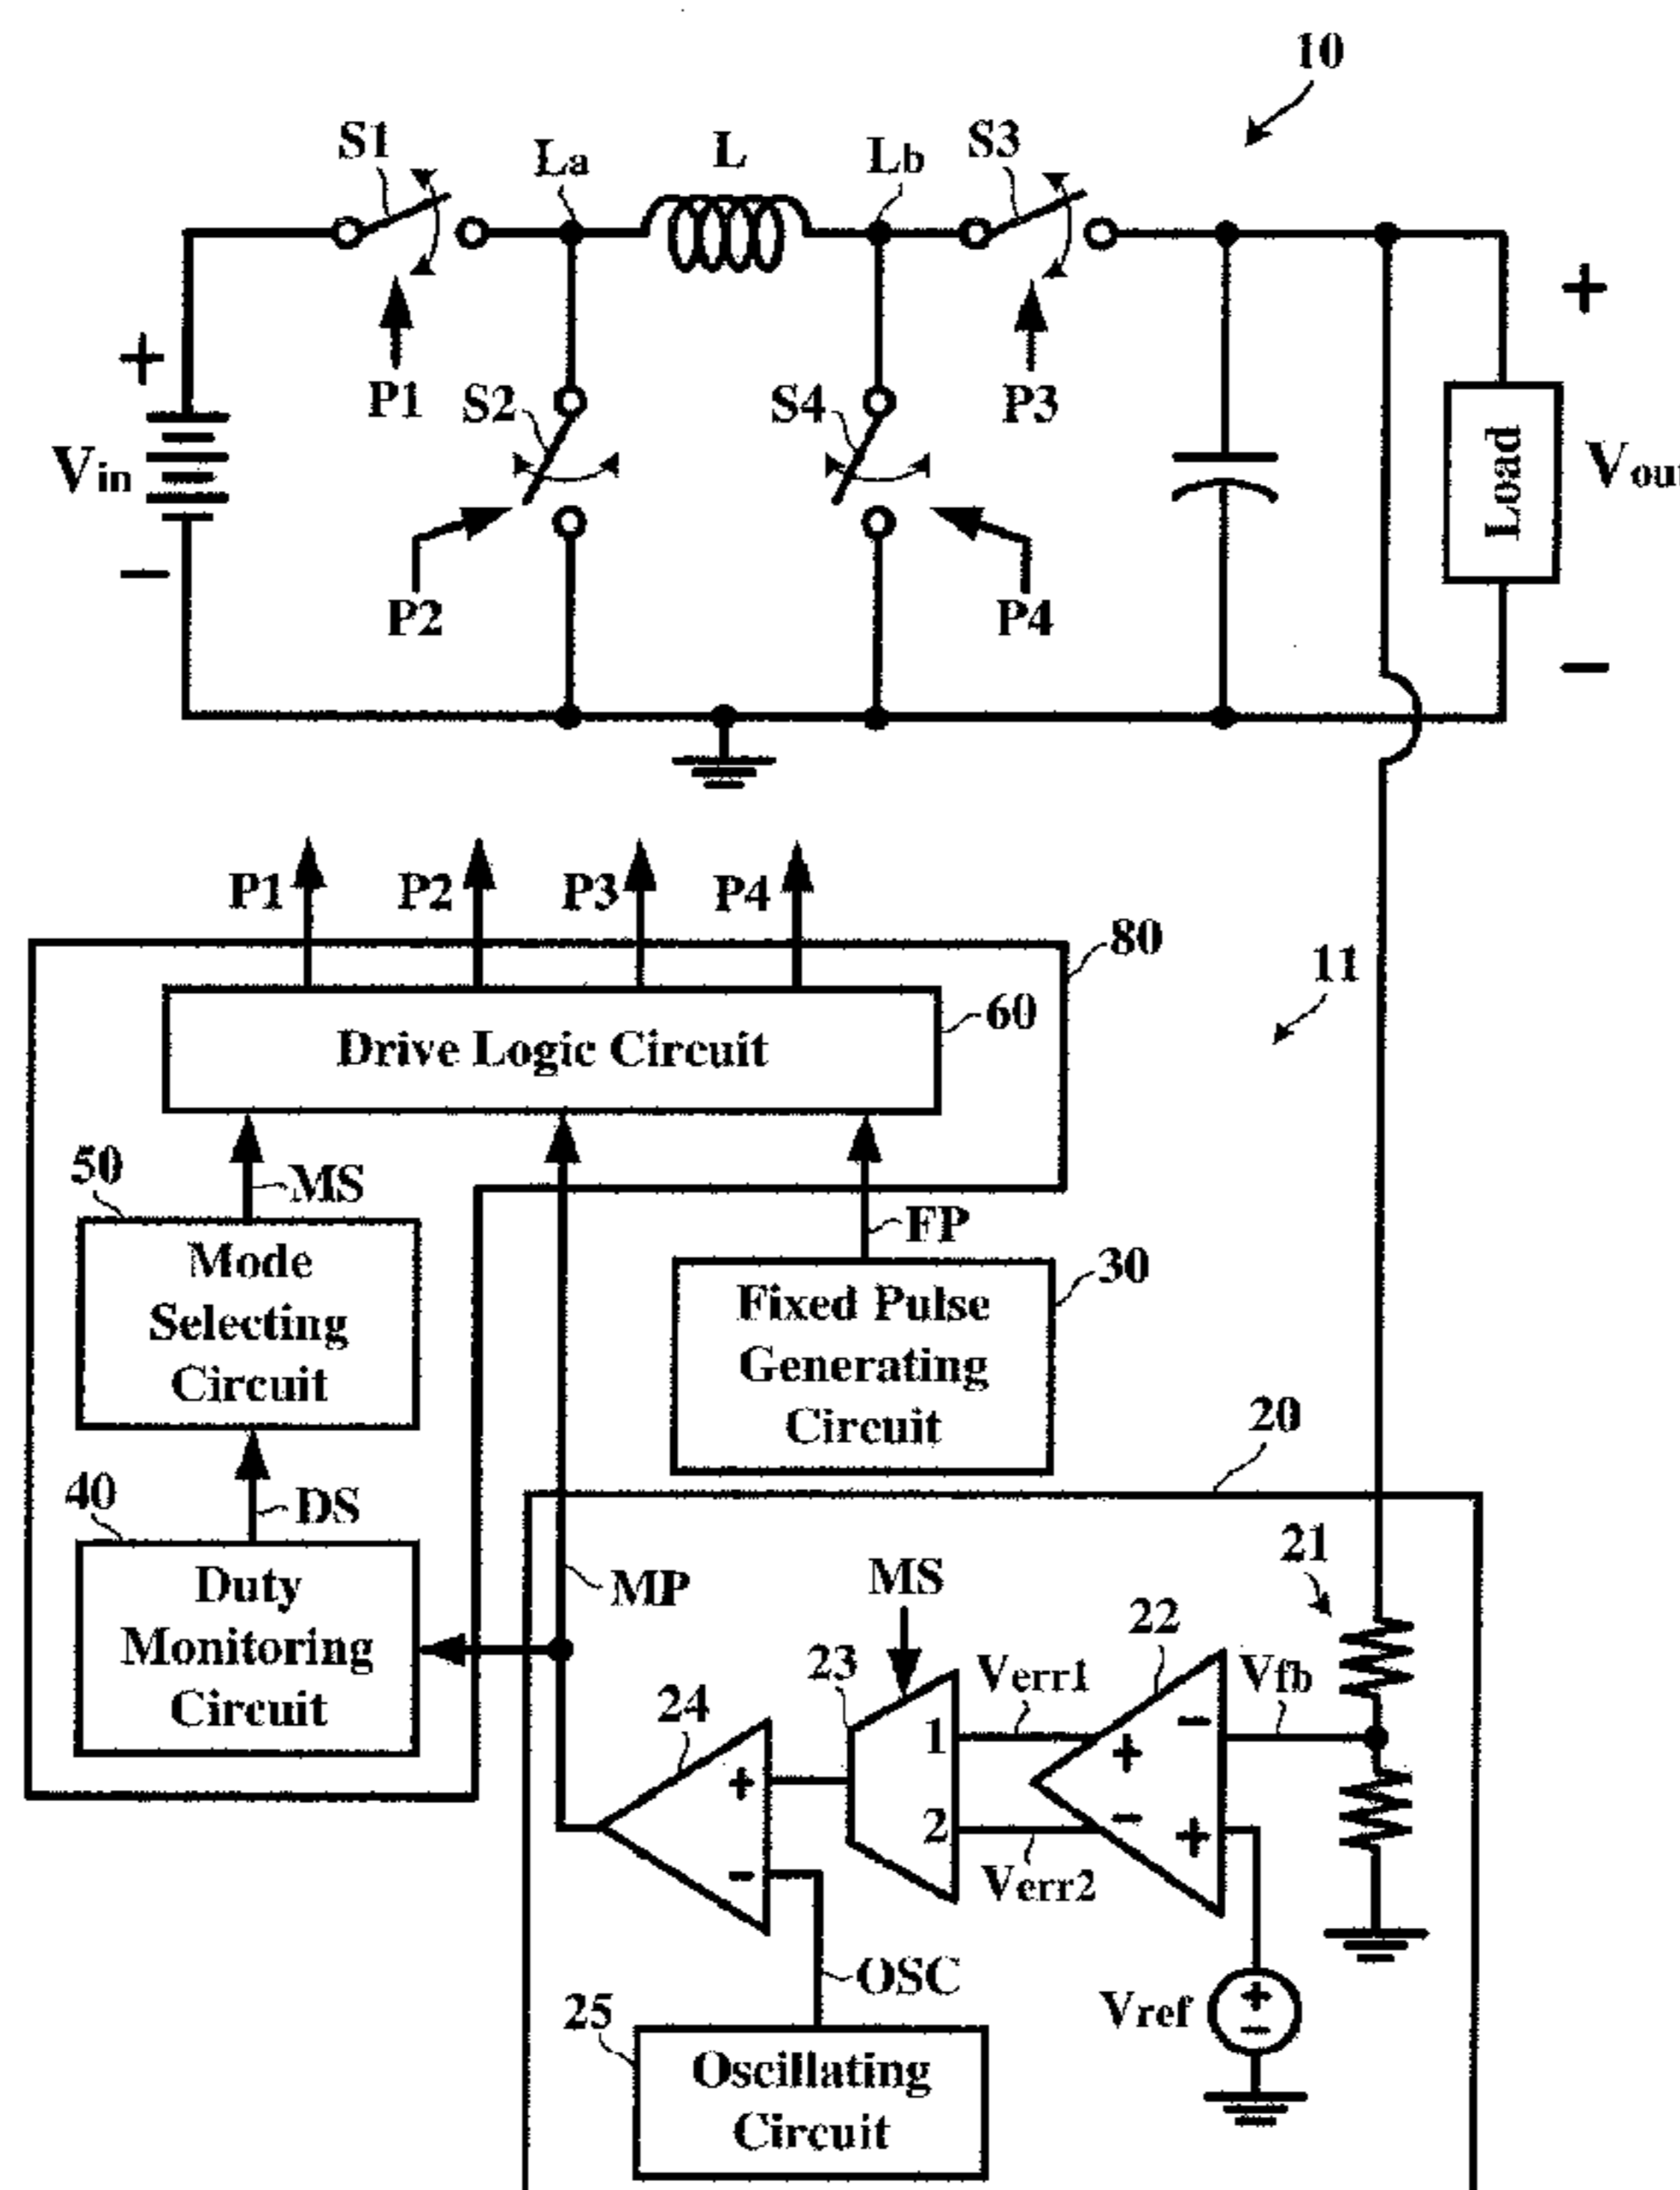 10
S1
La
L
Lb
S3
+
P1
S2
S4
P3
+
Vin
Load
Vout
−
P2
P4
−
P1
P2
P3
P4
80
11
60
Drive Logic Circuit
50
MS
FP
30
Mode
Selecting
Circuit
Fixed Pulse
Generating
Circuit
20
40
DS
21
Duty
Monitoring
Circuit
MP
MS
22
23
Verr1
Vfb
24
1
+
−
+
2
−
+
−
Verr2
OSC
25
Vref
+
−
Oscillating
Circuit